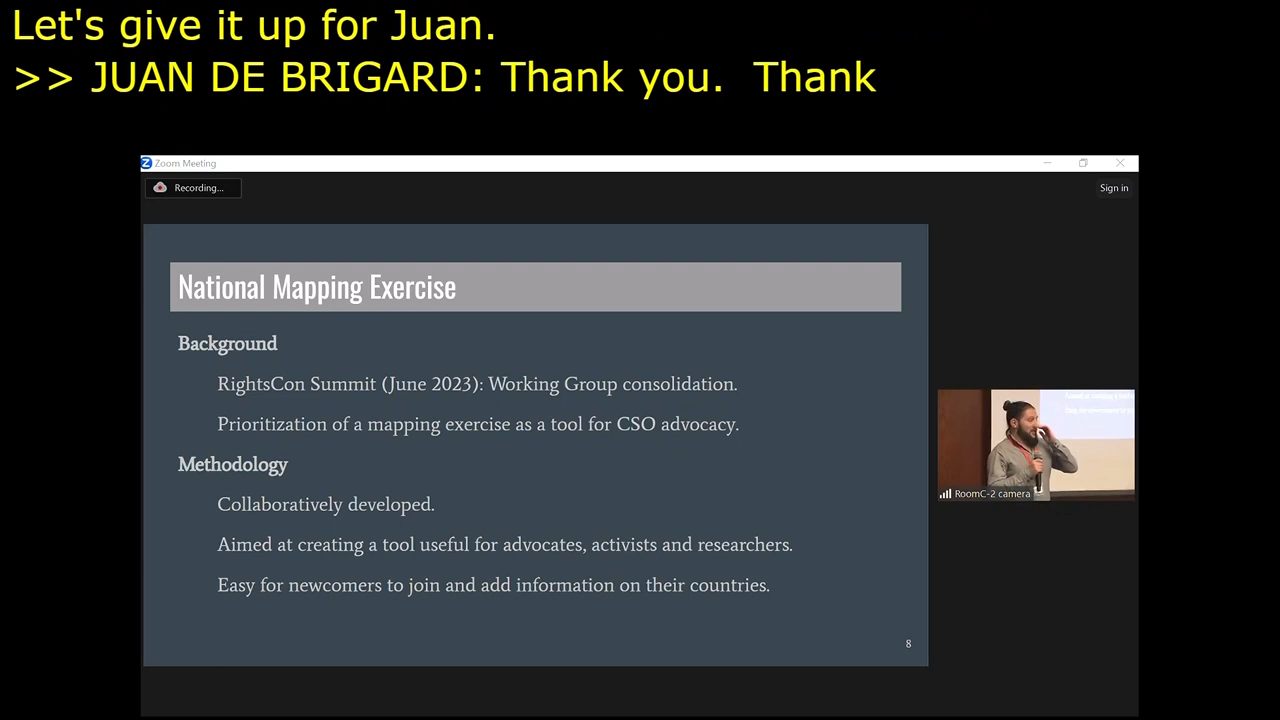 Let's give it up for Juan.
>> JUAN DE BRIGARD: Thank you.  Thank
Zoom Meeting
Recording...
Sign in
National Mapping Exercise
Background
RightsCon Summit (June 2023): Working Group consolidation.
Prioritization of a mapping exercise as a tool for CSO advocacy.
Methodology
Collaboratively developed.
Aimed at creating a tool useful for advocates, activists and researchers.
Easy for newcomers to join and add information on their countries.
8
RoomC-2 camera